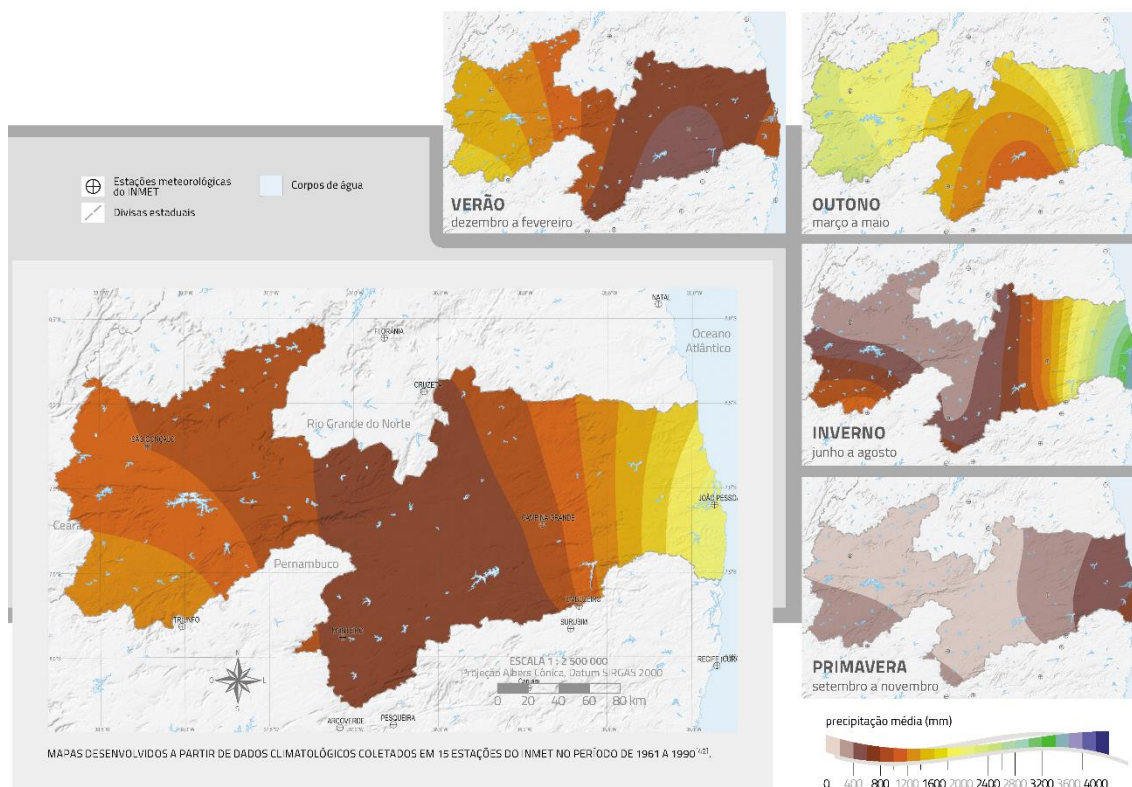 VERÃO
dezembro a fevereiro
OUTONO
março a maio
Estações meteorológicas
do INMET
Corpos de água
Divisas estaduais
INVERNO
junho a agosto
PRIMAVERA
setembro a novembro
NATAL
Oceano
Atlântico
FLORÂNIA
CRUZETA
Rio Grande do Norte
SÃO GONÇALO
JOÃO PESSOA
CAMPINA GRANDE
Ceará
Pernambuco
TRIUNFO
MONTEIRO
SURUBIM
RECIFE
ESCALA 1 : 2 500 000
Projeção Albers Cônica, Datum SIRGAS 2000
N
O
L
S
0 20 40 60 80 km
ARCOVERDE
PESQUEIRA
MAPAS DESENVOLVIDOS A PARTIR DE DADOS CLIMATOLÓGICOS COLETADOS EM 15 ESTAÇÕES DO INMET NO PERÍODO DE 1961 A 1990
precipitação média (mm)
0 400 800 1200 1600 2000 2400 2800 3200 3600 4000